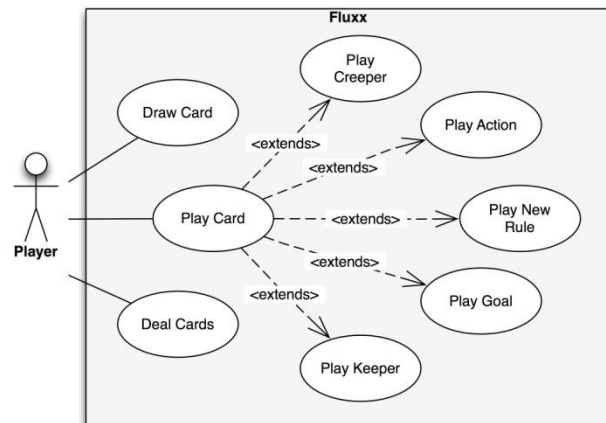 Fluxx
Play
Creeper
Draw Card
Play Action
<extends>
<extends>
Play Card
<extends>
Play New
Rule
Player
<extends>
Play Goal
<extends>
Deal Cards
Play Keeper